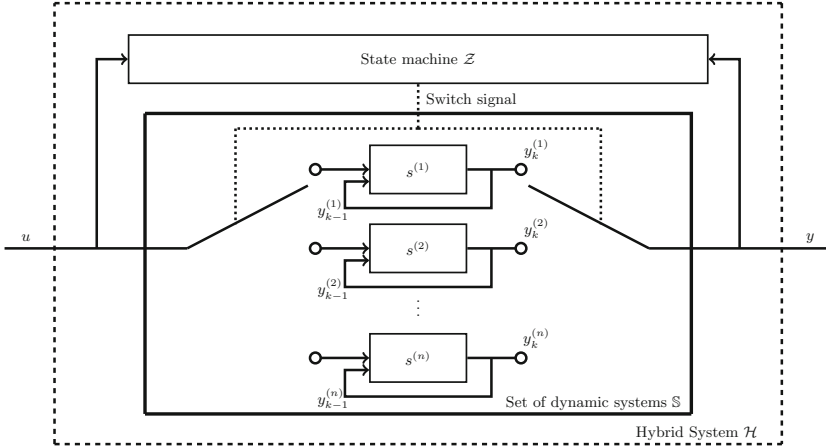 State machine 𝒵
Switch signal
y_k^{(1)}
s^{(1)}
y_{k-1}^{(1)}
u
y
y_k^{(2)}
s^{(2)}
y_{k-1}^{(2)}
⋮
y_k^{(n)}
s^{(n)}
y_{k-1}^{(n)}
Set of dynamic systems 𝕊
Hybrid System ℋ